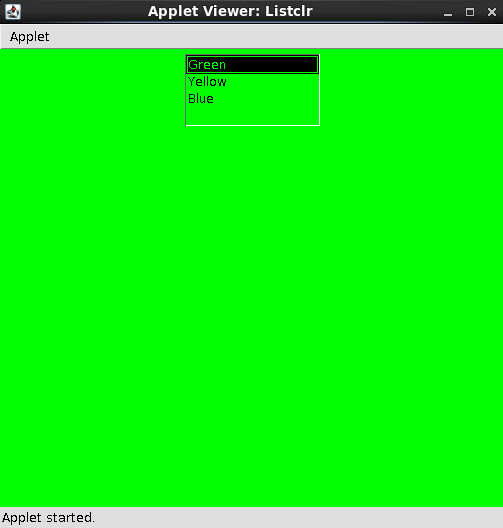 Applet Viewer: Listclr
Applet
Green
Yellow
Blue
Applet started.